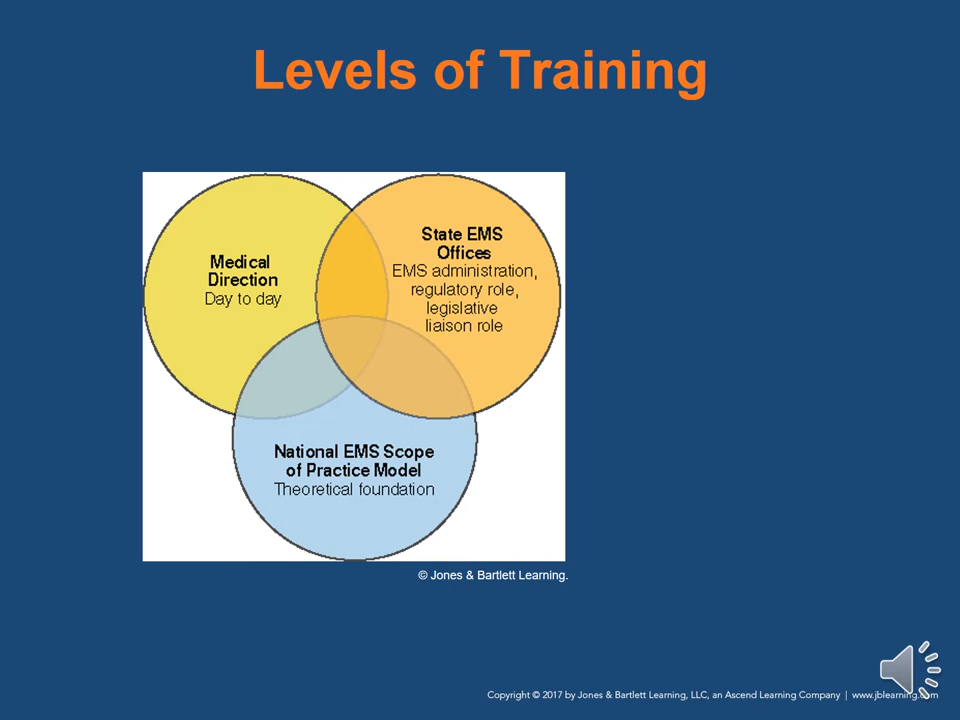 Levels of Training
Medical
Direction
Day to day
State EMS
Offices
EMS administration,
regulatory role,
legislative
liaison role
National EMS Scope
of Practice Model
Theoretical foundation
© Jones & Bartlett Learning.
Copyright © 2017 by Jones & Bartlett Learning, LLC, an Ascend Learning Company | www.jblearning.com